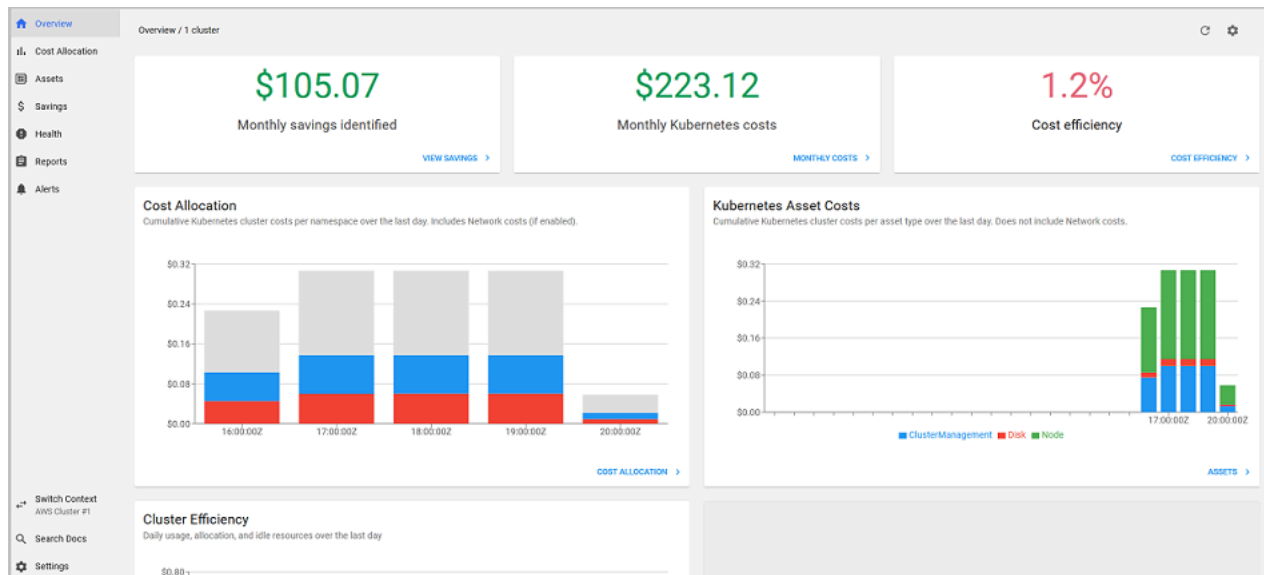 Overview
Cost Allocation
Assets
Savings
Health
Reports
Alerts
Switch Context
AWS Cluster #1
Search Docs
Settings
Overview / 1 cluster
$105.07
Monthly savings identified
VIEW SAVINGS
$223.12
Monthly Kubernetes costs
MONTHLY COSTS
1.2%
Cost efficiency
COST EFFICIENCY
Cost Allocation
Cumulative Kubernetes cluster costs per namespace over the last day. Includes Network costs (if enabled).
$0.32
$0.24
$0.16
$0.08
$0.00
16:00:00Z 17:00:00Z 18:00:00Z 19:00:00Z 20:00:00Z
COST ALLOCATION
Kubernetes Asset Costs
Cumulative Kubernetes cluster costs per asset type over the last day. Does not include Network costs.
$0.32
$0.24
$0.16
$0.08
$0.00
17:00:00Z 20:00:00Z
ClusterManagement Disk Node
ASSETS
Cluster Efficiency
Daily usage, allocation, and idle resources over the last day
$0.80